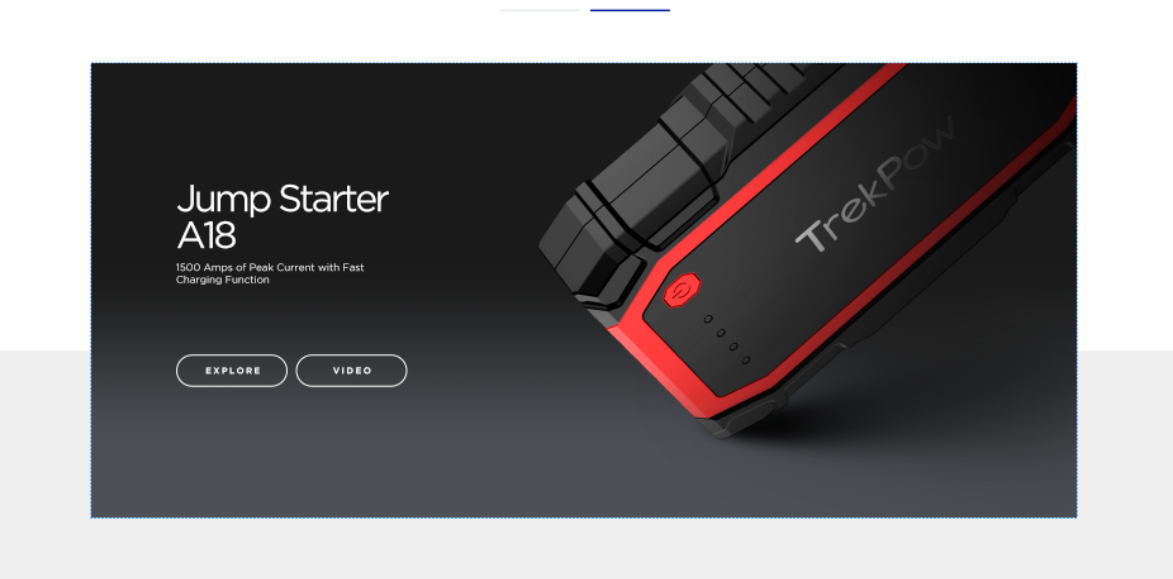 Jump Starter
A18
1500 Amps of Peak Current with Fast
Charging Function
EXPLORE
VIDEO
TrekPow